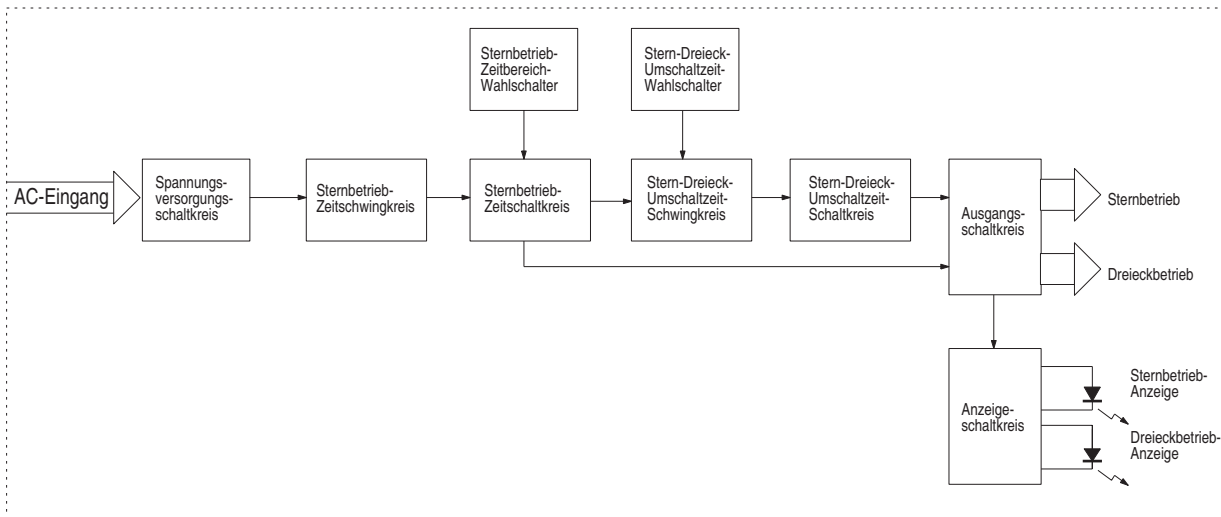 Sternbetrieb-
Zeitbereich-
Wahlschalter
Stern-Dreieck-
Umschaltzeit-
Wahlschalter
AC-Eingang
Spannungs-
versorgungs-
schaltkreis
Sternbetrieb-
Zeitschwingkreis
Sternbetrieb-
Zeitschaltkreis
Stern-Dreieck-
Umschaltzeit-
Schwingkreis
Stern-Dreieck-
Umschaltzeit-
Schaltkreis
Ausgangs-
schaltkreis
Sternbetrieb
Dreieckbetrieb
Anzeige-
schaltkreis
Sternbetrieb-
Anzeige
Dreieckbetrieb-
Anzeige